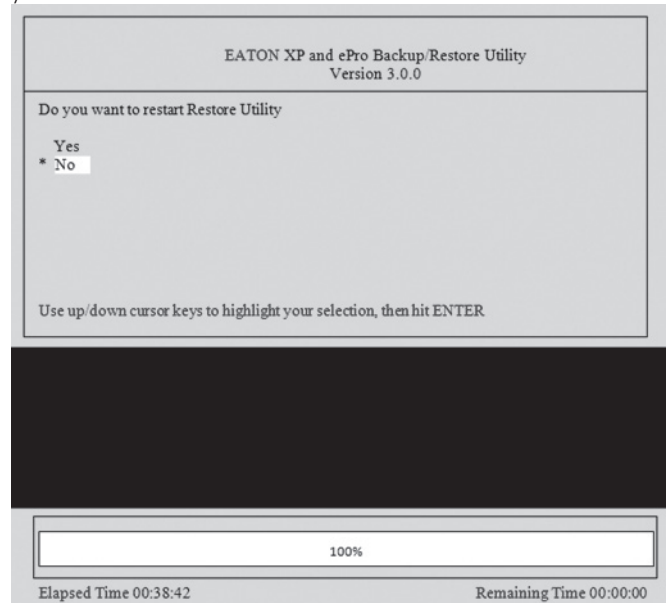 EATON XP and ePro Backup/Restore Utility
Version 3.0.0
Do you want to restart Restore Utility
Yes
* No
Use up/down cursor keys to highlight your selection, then hit ENTER
100%
Elapsed Time 00:38:42 Remaining Time 00:00:00